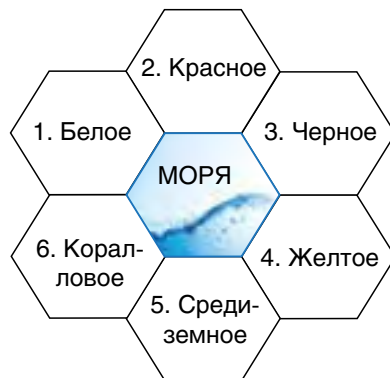 2. Красное
1. Белое
3. Черное
МОРЯ
6. Корал-
ловое
4. Желтое
5. Среди-
земное